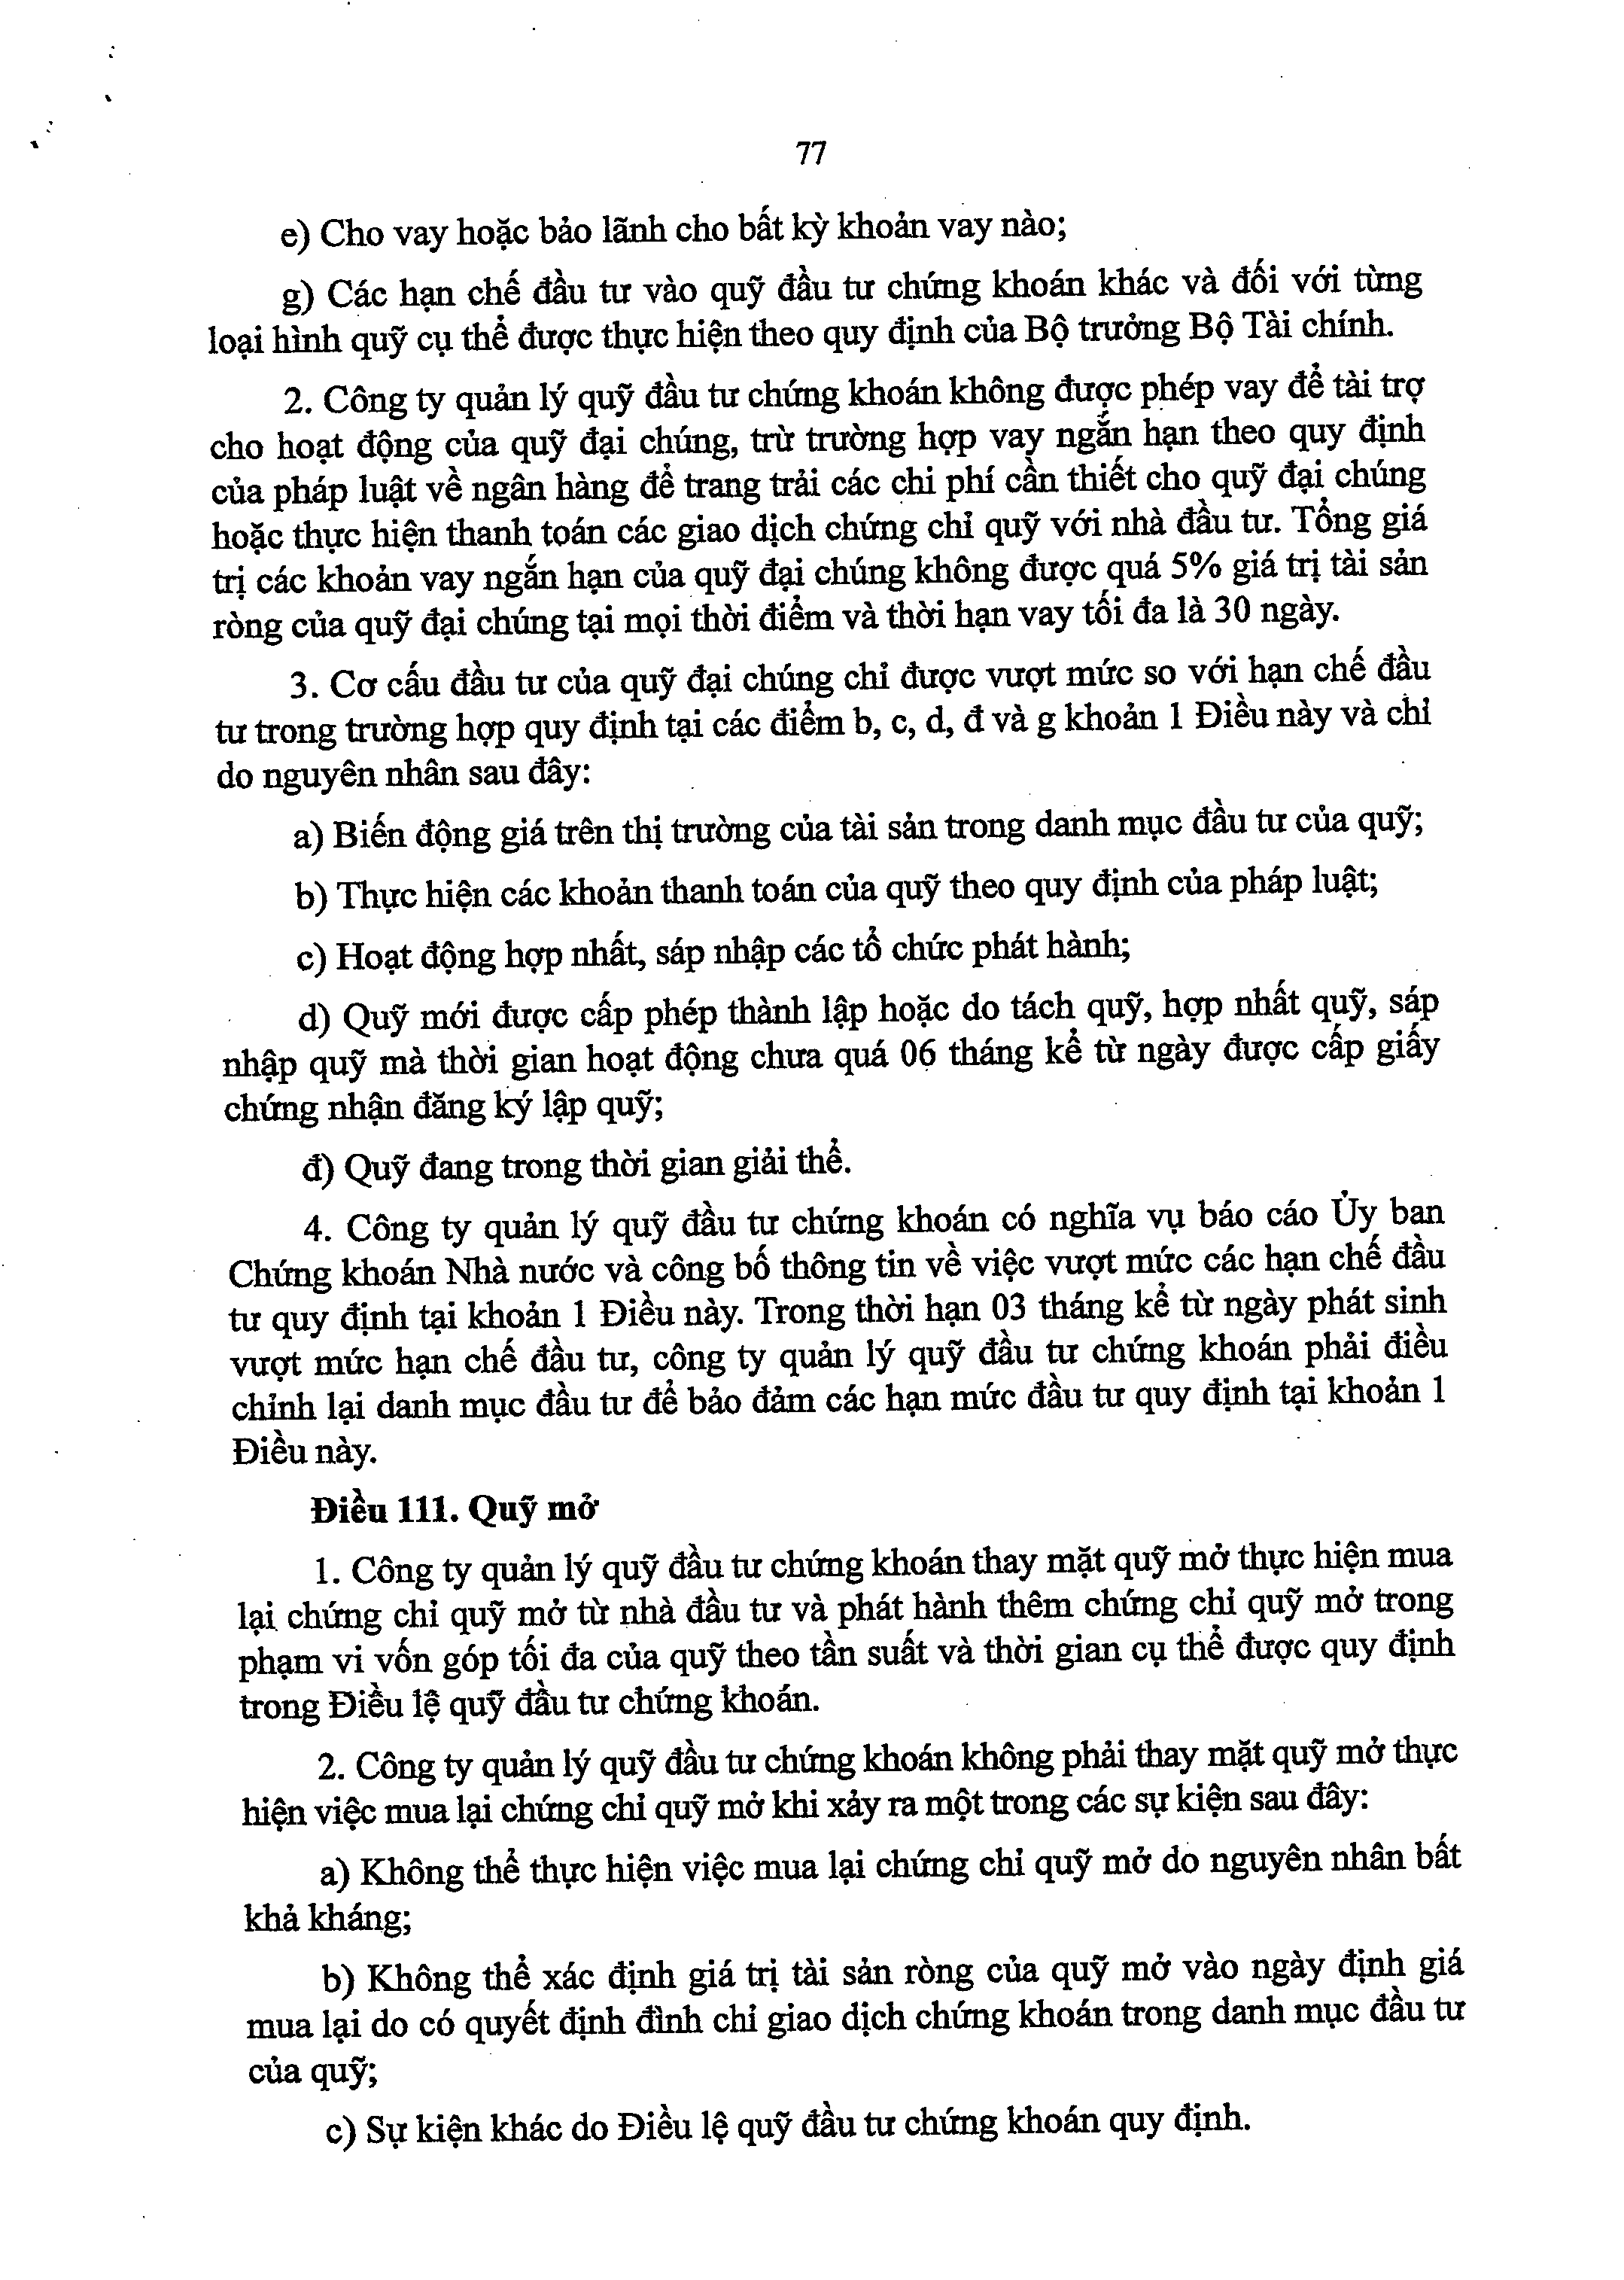 77
e) Cho vay hoặc bảo lãnh cho bất kỳ khoản vay nào;
g) Các hạn chế đầu tư vào quỹ đầu tư chứng khoán khác và đối với từng
loại hình quỹ cụ thể được thực hiện theo quy định của Bộ trưởng Bộ Tài chính.
2. Công ty quản lý quỹ đầu tư chứng khoán không được phép vay để tài trợ
cho hoạt động của quỹ đại chúng, trừ trường hợp vay ngắn hạn theo quy định
của pháp luật về ngân hàng để trang trải các chi phí cần thiết cho quỹ đại chúng
hoặc thực hiện thanh toán các giao dịch chứng chỉ quỹ với nhà đầu tư. Tổng giá
trị các khoản vay ngắn hạn của quỹ đại chúng không được quá 5% giá trị tài sản
ròng của quỹ đại chúng tại mọi thời điểm và thời hạn vay tối đa là 30 ngày.
3. Cơ cấu đầu tư của quỹ đại chúng chỉ được vượt mức so với hạn chế đầu
tư trong trường hợp quy định tại các điểm b, c, d, đ và g khoản 1 Điều này và chỉ
do nguyên nhân sau đây:
a) Biến động giá trên thị trường của tài sản trong danh mục đầu tư của quỹ;
b) Thực hiện các khoản thanh toán của quỹ theo quy định của pháp luật;
c) Hoạt động hợp nhất, sáp nhập các tổ chức phát hành;
d) Quỹ mới được cấp phép thành lập hoặc do tách quỹ, hợp nhất quỹ, sáp
nhập quỹ mà thời gian hoạt động chưa quá 06 tháng kể từ ngày được cấp giấy
chứng nhận đăng ký lập quỹ;
đ) Quỹ đang trong thời gian giải thể.
4. Công ty quản lý quỹ đầu tư chứng khoán có nghĩa vụ báo cáo Ủy ban
Chứng khoán Nhà nước và công bố thông tin về việc vượt mức các hạn chế đầu
tư quy định tại khoản 1 Điều này. Trong thời hạn 03 tháng kể từ ngày phát sinh
vượt mức hạn chế đầu tư, công ty quản lý quỹ đầu tư chứng khoán phải điều
chỉnh lại danh mục đầu tư để bảo đảm các hạn mức đầu tư quy định tại khoản 1
Điều này.
Điều 111. Quỹ mở
1. Công ty quản lý quỹ đầu tư chứng khoán thay mặt quỹ mở thực hiện mua
lại chứng chỉ quỹ mở từ nhà đầu tư và phát hành thêm chứng chỉ quỹ mở trong
phạm vi vốn góp tối đa của quỹ theo tần suất và thời gian cụ thể được quy định
trong Điều lệ quỹ đầu tư chứng khoán.
2. Công ty quản lý quỹ đầu tư chứng khoán không phải thay mặt quỹ mở thực
hiện việc mua lại chứng chỉ quỹ mở khi xảy ra một trong các sự kiện sau đây:
a) Không thể thực hiện việc mua lại chứng chỉ quỹ mở do nguyên nhân bất
khả kháng;
b) Không thể xác định giá trị tài sản ròng của quỹ mở vào ngày định giá
mua lại do có quyết định đình chỉ giao dịch chứng khoán trong danh mục đầu tư
của quỹ;
c) Sự kiện khác do Điều lệ quỹ đầu tư chứng khoán quy định.